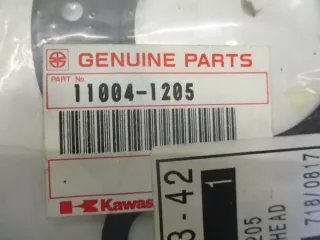 GENUINE PARTS
PART No
11004-1205
Kawas
3-42
1
205
HEAD
718/0817